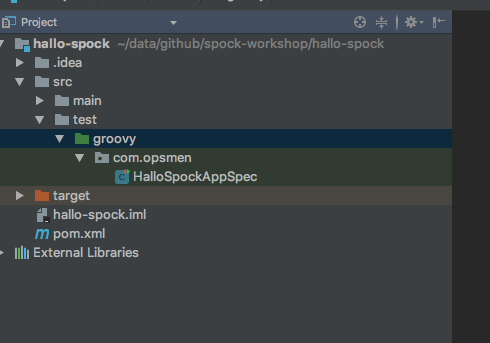 Project
hallo-spock ~/data/github/spock-workshop/hallo-spock
.idea
src
main
test
groovy
com.opsmen
HalloSpockAppSpec
target
hallo-spock.iml
pom.xml
External Libraries